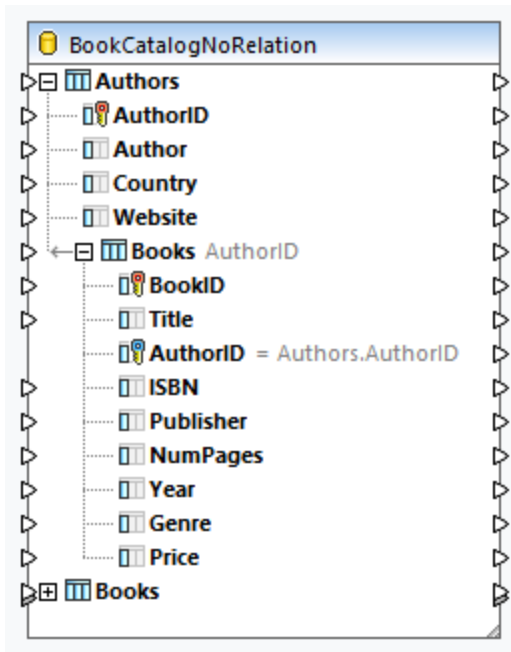 BookCatalogNoRelation
Authors
AuthorID
Author
Country
Website
Books AuthorID
BookID
Title
AuthorID = Authors.AuthorID
ISBN
Publisher
NumPages
Year
Genre
Price
Books